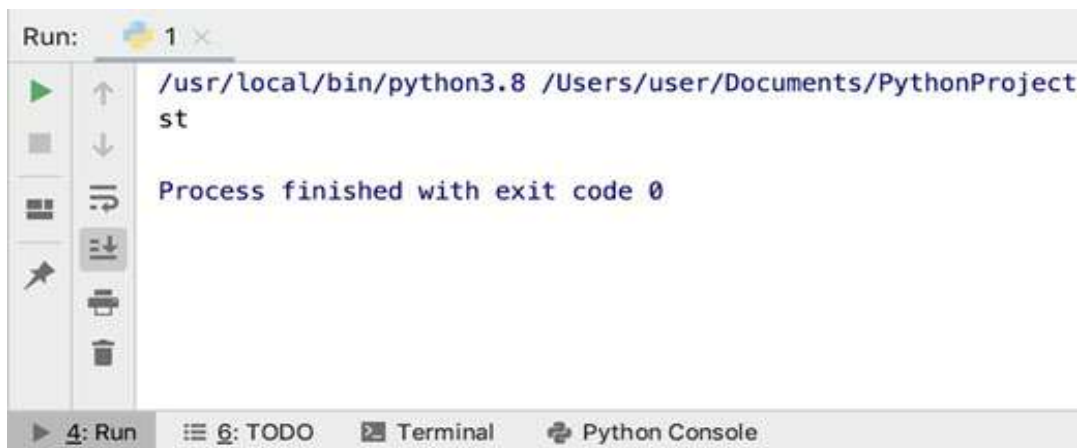 Run: 1
/usr/local/bin/python3.8 /Users/user/Documents/PythonProject
st
Process finished with exit code 0
4: Run 6: TODO Terminal Python Console